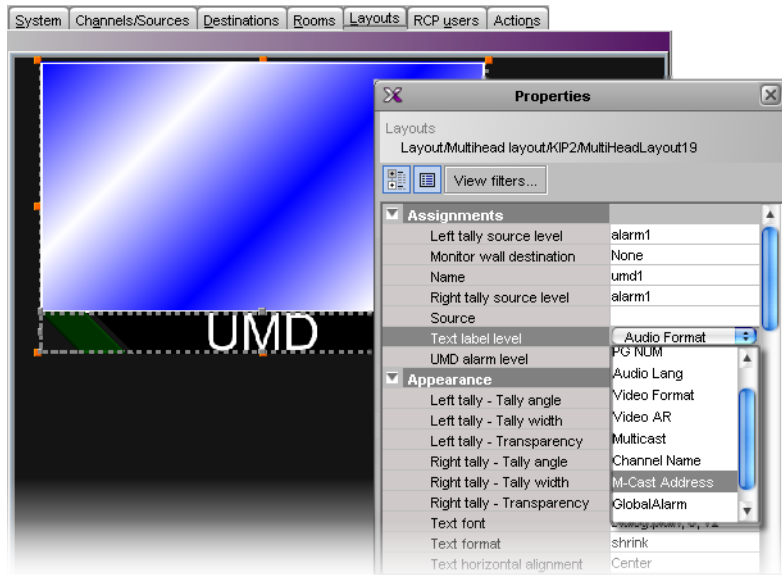 System Channels/Sources Destinations Rooms Layouts RCP users Actions
Properties
Layouts
Layout/Multihead layout/KIP2/MultiHeadLayout19
View filters...
Assignments
Left tally source level alarm1
Monitor wall destination None
Name umd1
Right tally source level alarm1
Source
Text label level Audio Format
UMD alarm level PG NUM
Appearance Audio Lang
Left tally - Tally angle Video Format
Left tally - Tally width Video AR
Left tally - Transparency Multicast
Right tally - Tally angle Channel Name
Right tally - Tally width M-Cast Address
Right tally - Transparency GlobalAlarm
Text font
Text format shrink
Text horizontal alignment Center
UMD